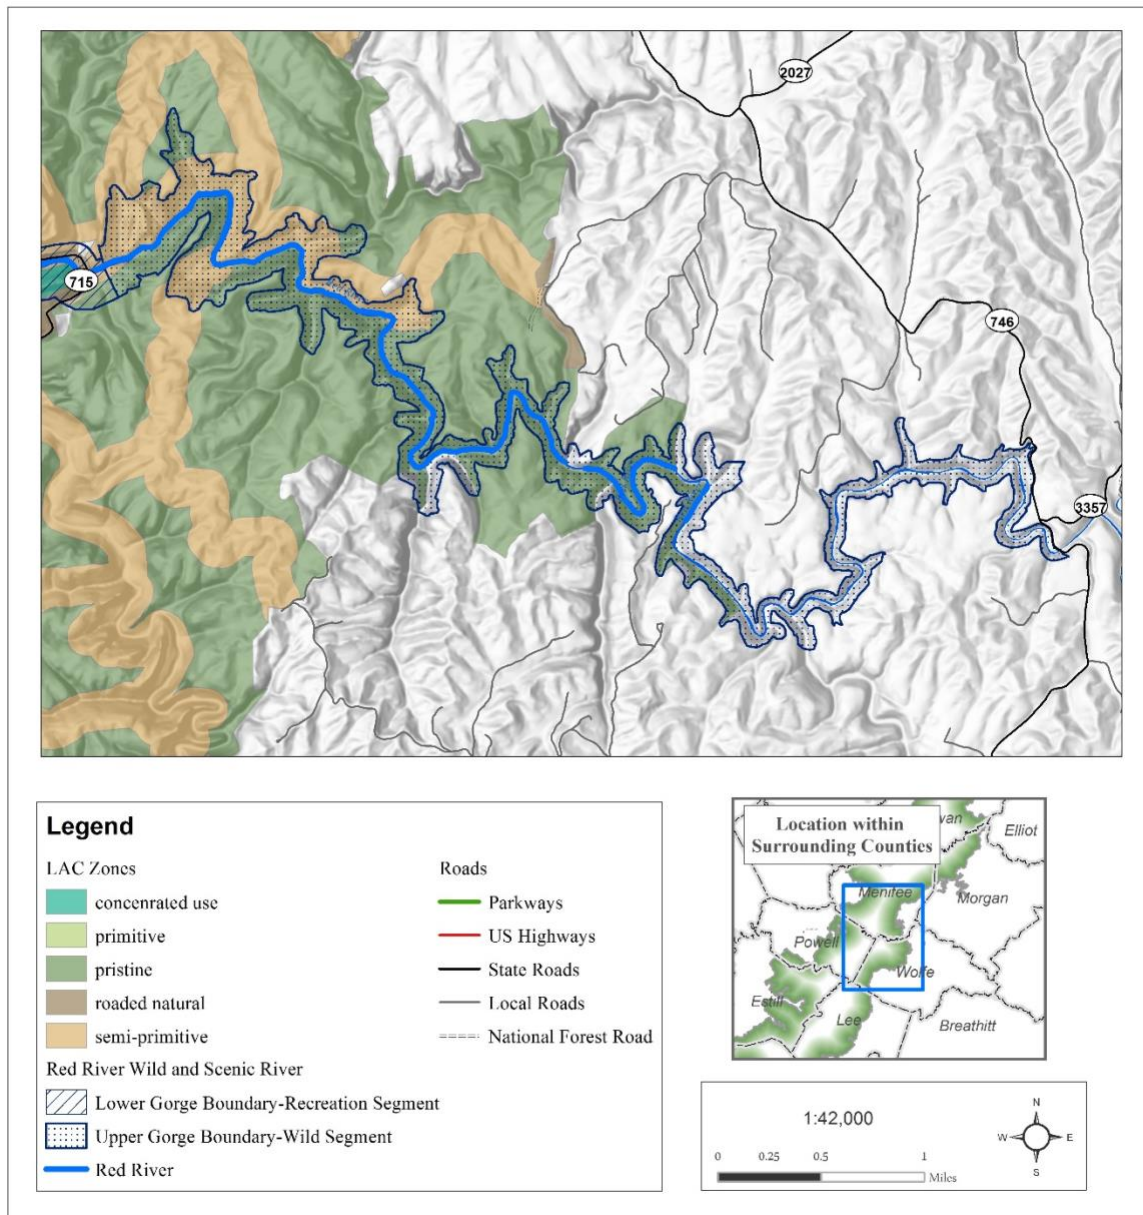 2027
715
746
3357
Legend
LAC Zones
concenrated use
primitive
pristine
roaded natural
semi-primitive
Red River Wild and Scenic River
Lower Gorge Boundary-Recreation Segment
Upper Gorge Boundary-Wild Segment
Red River
Roads
Parkways
US Highways
State Roads
Local Roads
National Forest Road
Location within
Surrounding Counties
wan
Elliot
Menifee
Morgan
Powell
Wolfe
Estill
Lee
Breathitt
1:42,000
0 0.25 0.5 1
Miles
N
W E
S